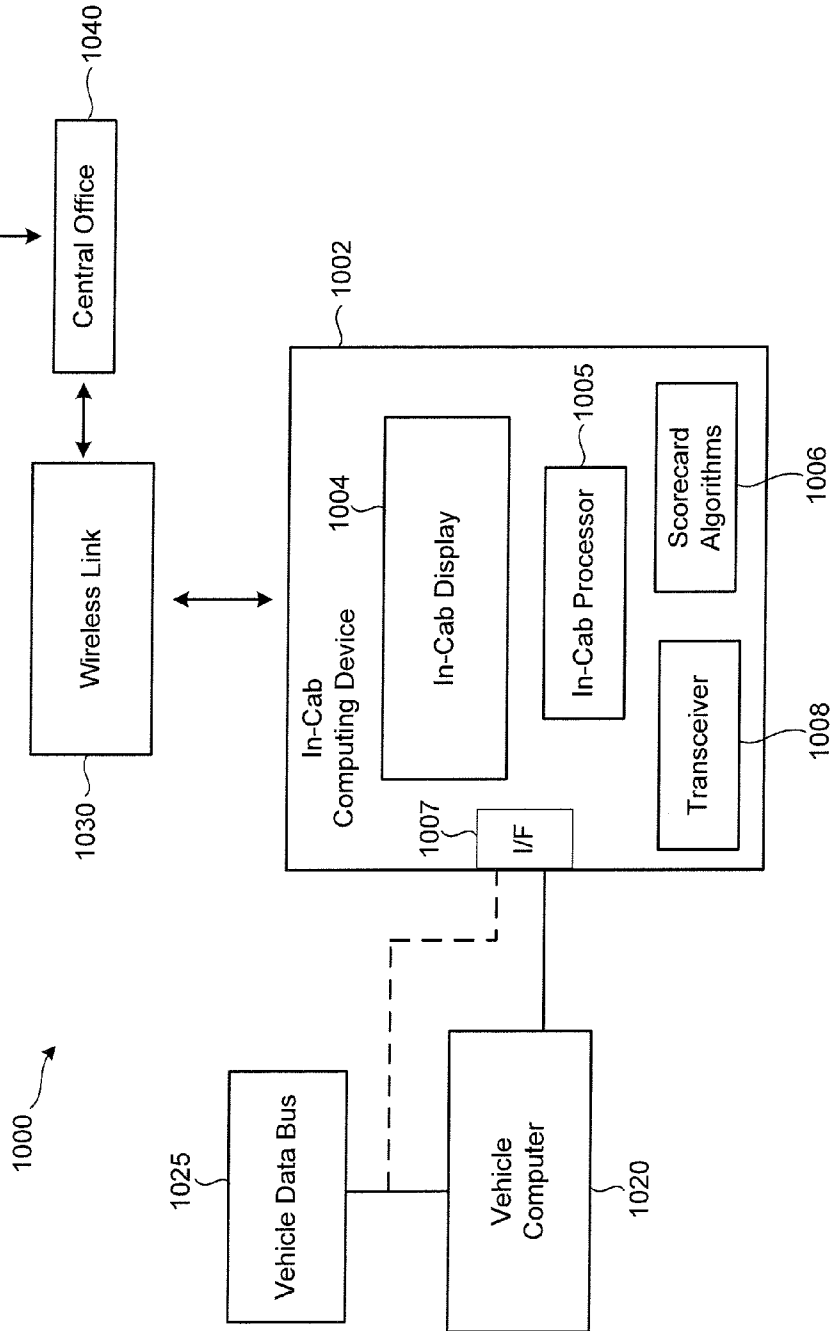 1000
1030
Wireless Link
Central Office
1040
1025
Vehicle Data Bus
Vehicle
Computer
1020
In-Cab
Computing Device
1002
1004
In-Cab Display
1007
I/F
In-Cab Processor
1005
Transceiver
1008
Scorecard
Algorithms
1006